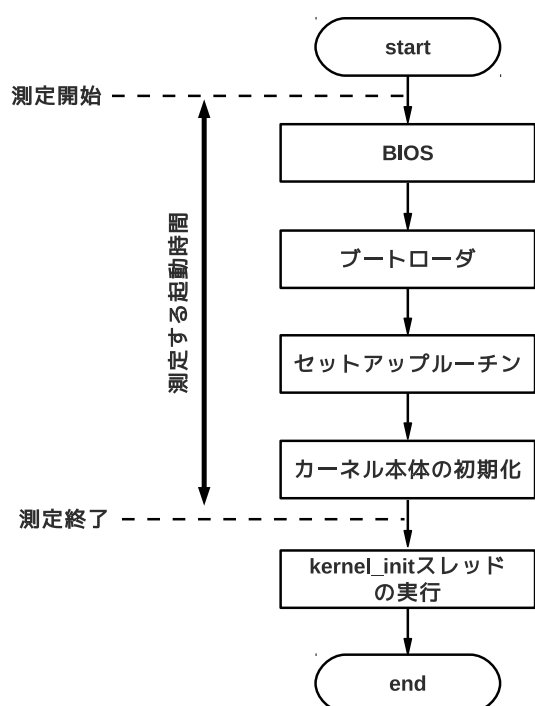 start
測定開始
BIOS
測定する起動時間
ブートローダ
セットアップルーチン
カーネル本体の初期化
測定終了
kernel_initスレッド
の実行
end